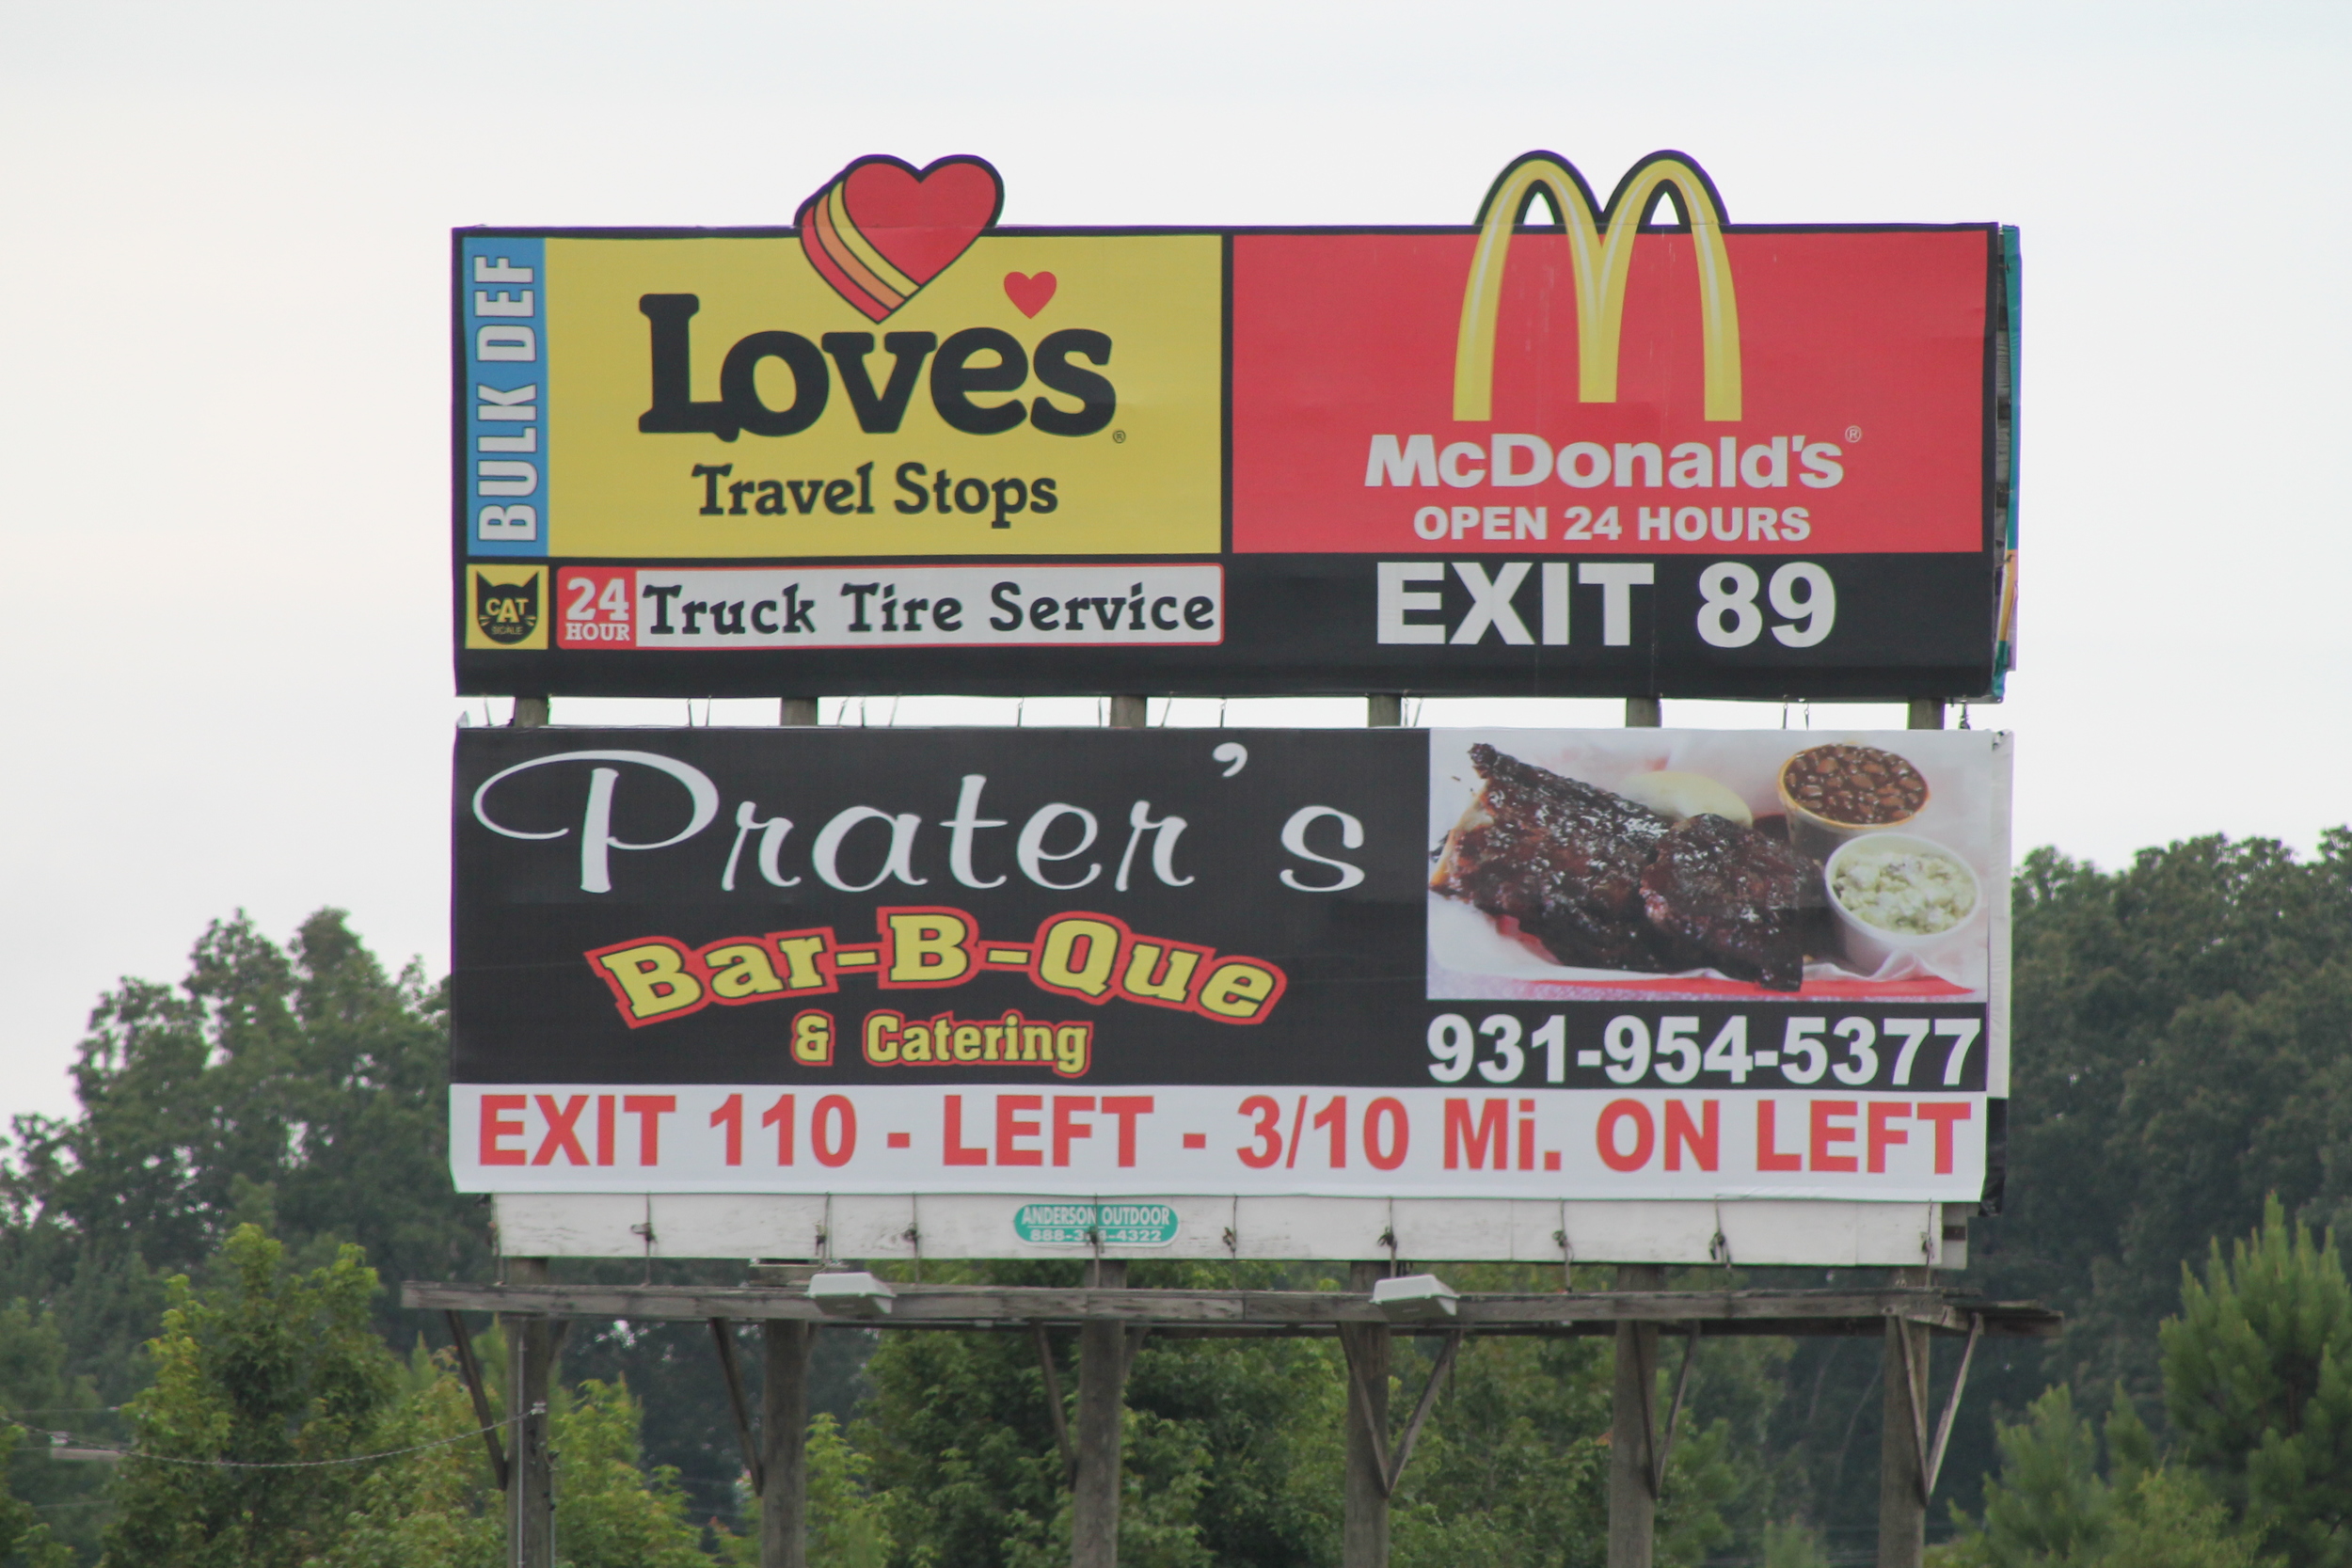 BULK DEF
Love's
Travel Stops
CAT
SCALE
24
HOUR
Truck Tire Service
McDonald's®
OPEN 24 HOURS
EXIT 89
Prater's
Bar-B-Que
& Catering
931-954-5377
EXIT 110 - LEFT - 3/10 Mi. ON LEFT
ANDERSON OUTDOOR